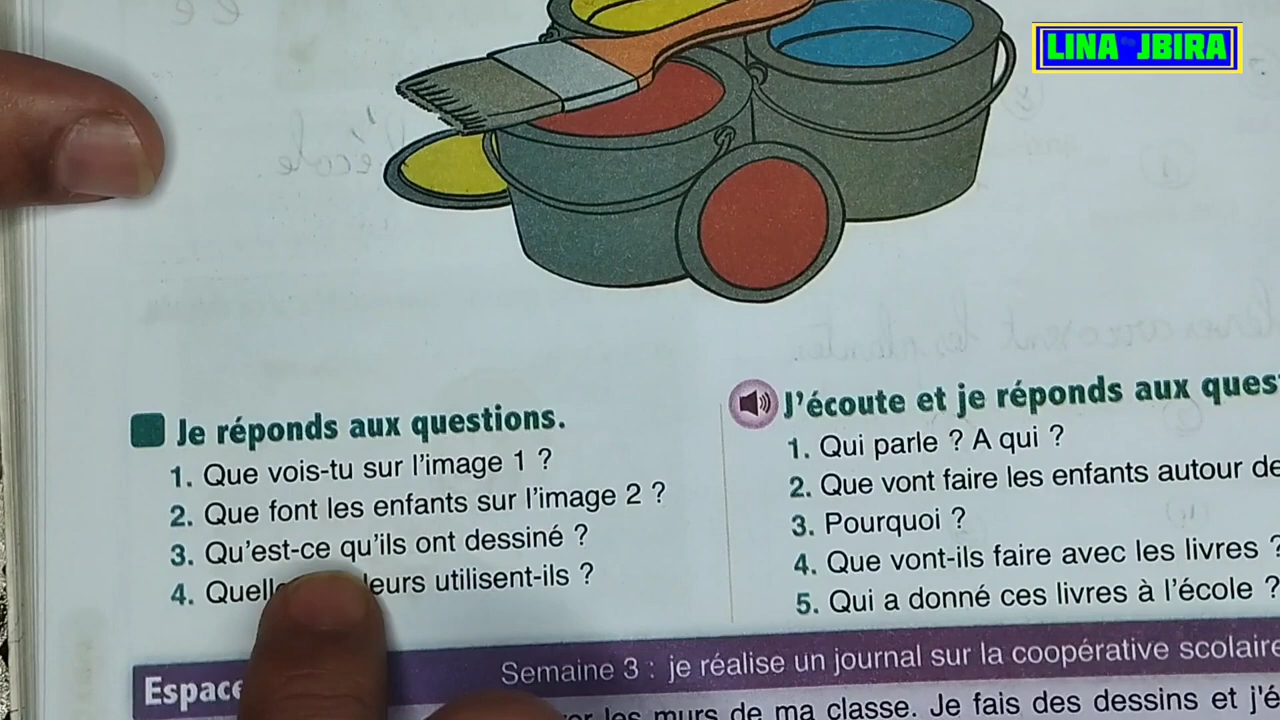 LINA JBIRA
l'école
Je réponds aux questions.
1. Que vois-tu sur l'image 1 ?
2. Que font les enfants sur l'image 2 ?
3. Qu'est-ce qu'ils ont dessiné ?
4. utilisent-ils ?
J'écoute et je réponds aux
1. Qui parle ? A qui ?
2. Que vont faire les enfants autour
3. Pourquoi ?
4. Que vont-ils faire avec les livres ?
5. Qui a donné ces livres à l'école ?
Espace
Semaine 3 : je réalise un journal sur la coopérative scolaire
les murs de ma classe. Je fais des dessins et